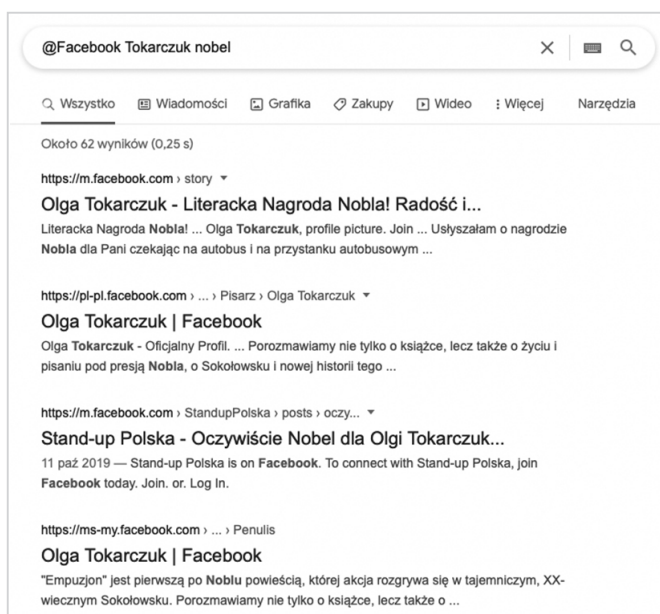 @Facebook Tokarczuk nobel
Wszystko Wiadomości Grafika Zakupy Wideo Więcej Narzędzia
Około 62 wyników (0,25 s)
https://m.facebook.com › story
Olga Tokarczuk - Literacka Nagroda Nobla! Radość i...
Literacka Nagroda Nobla! ... Olga Tokarczuk, profile picture. Join ... Usłyszałam o nagrodzie
Nobla dla Pani czekając na autobus i na przystanku autobusowym ...
https://pl-pl.facebook.com › ... › Pisarz › Olga Tokarczuk
Olga Tokarczuk | Facebook
Olga Tokarczuk - Oficjalny Profil. ... Porozmawiamy nie tylko o książce, lecz także o życiu i
pisaniu pod presją Nobla, o Sokołowsku i nowej historii tego ...
https://m.facebook.com › StandupPolska › posts › oczy...
Stand-up Polska - Oczywiście Nobel dla Olgi Tokarczuk...
11 paź 2019 — Stand-up Polska is on Facebook. To connect with Stand-up Polska, join
Facebook today. Join. or. Log In.
https://ms-my.facebook.com › ... › Penulis
Olga Tokarczuk | Facebook
"Empuzjon" jest pierwszą po Noblu powieścią, której akcja rozgrywa się w tajemniczym, XX-
wiecznym Sokołowsku. Porozmawiamy nie tylko o książce, lecz także o ...